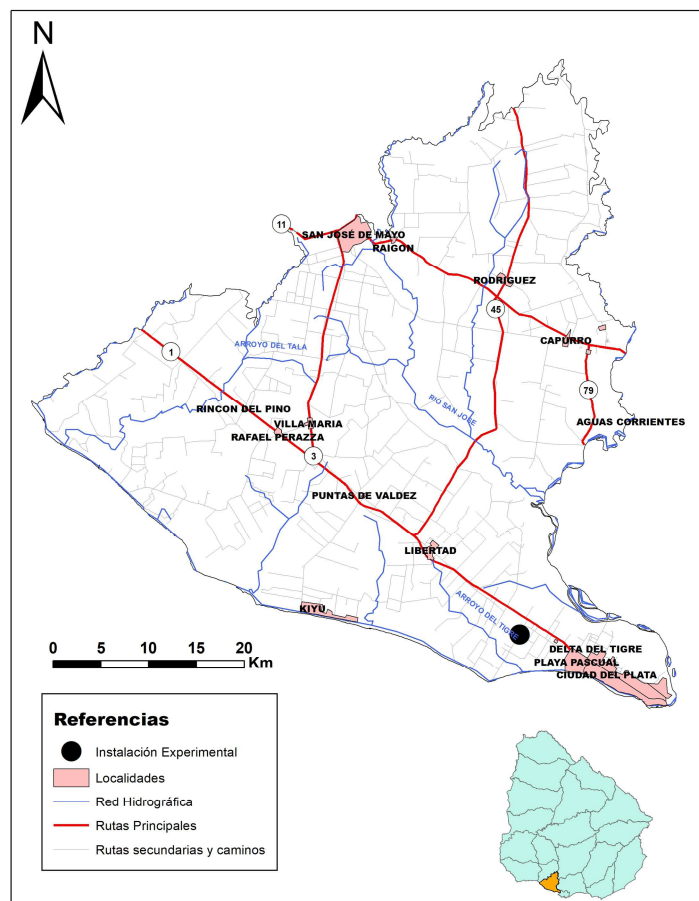 N
11
SAN JOSÉ DE MAYO
RAIGON
RODRIGUEZ
45
CAPURRO
1
ARROYO DEL TALA
79
RIO SAN JOSE
RINCON DEL PINO
AGUAS CORRIENTES
VILLA MARIA
RAFAEL PERAZZA
3
PUNTAS DE VALDEZ
LIBERTAD
ARROYO DEL TIGRE
KIYU
DELTA DEL TIGRE
PLAYA PASCUAL
CIUDAD DEL PLATA
0 5 10 15 20
Km
Referencias
Instalación Experimental
Localidades
Red Hidrográfica
Rutas Principales
Rutas secundarias y caminos